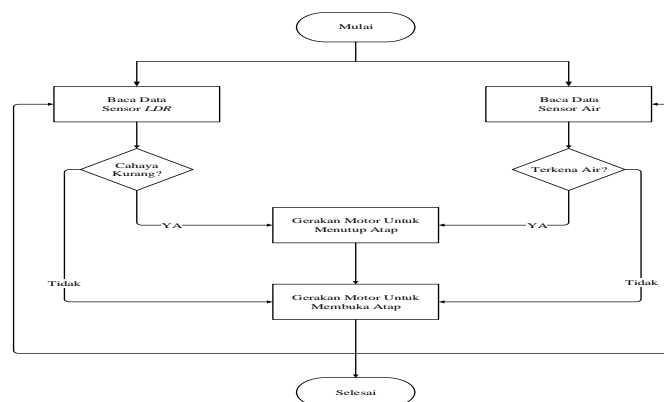 Mulai
Baca Data
Sensor LDR
Baca Data
Sensor Air
Cahaya
Kurang?
Terkena Air?
YA
Gerakan Motor Untuk
Menutup Atap
YA
Tidak
Gerakan Motor Untuk
Membuka Atap
Tidak
Selesai